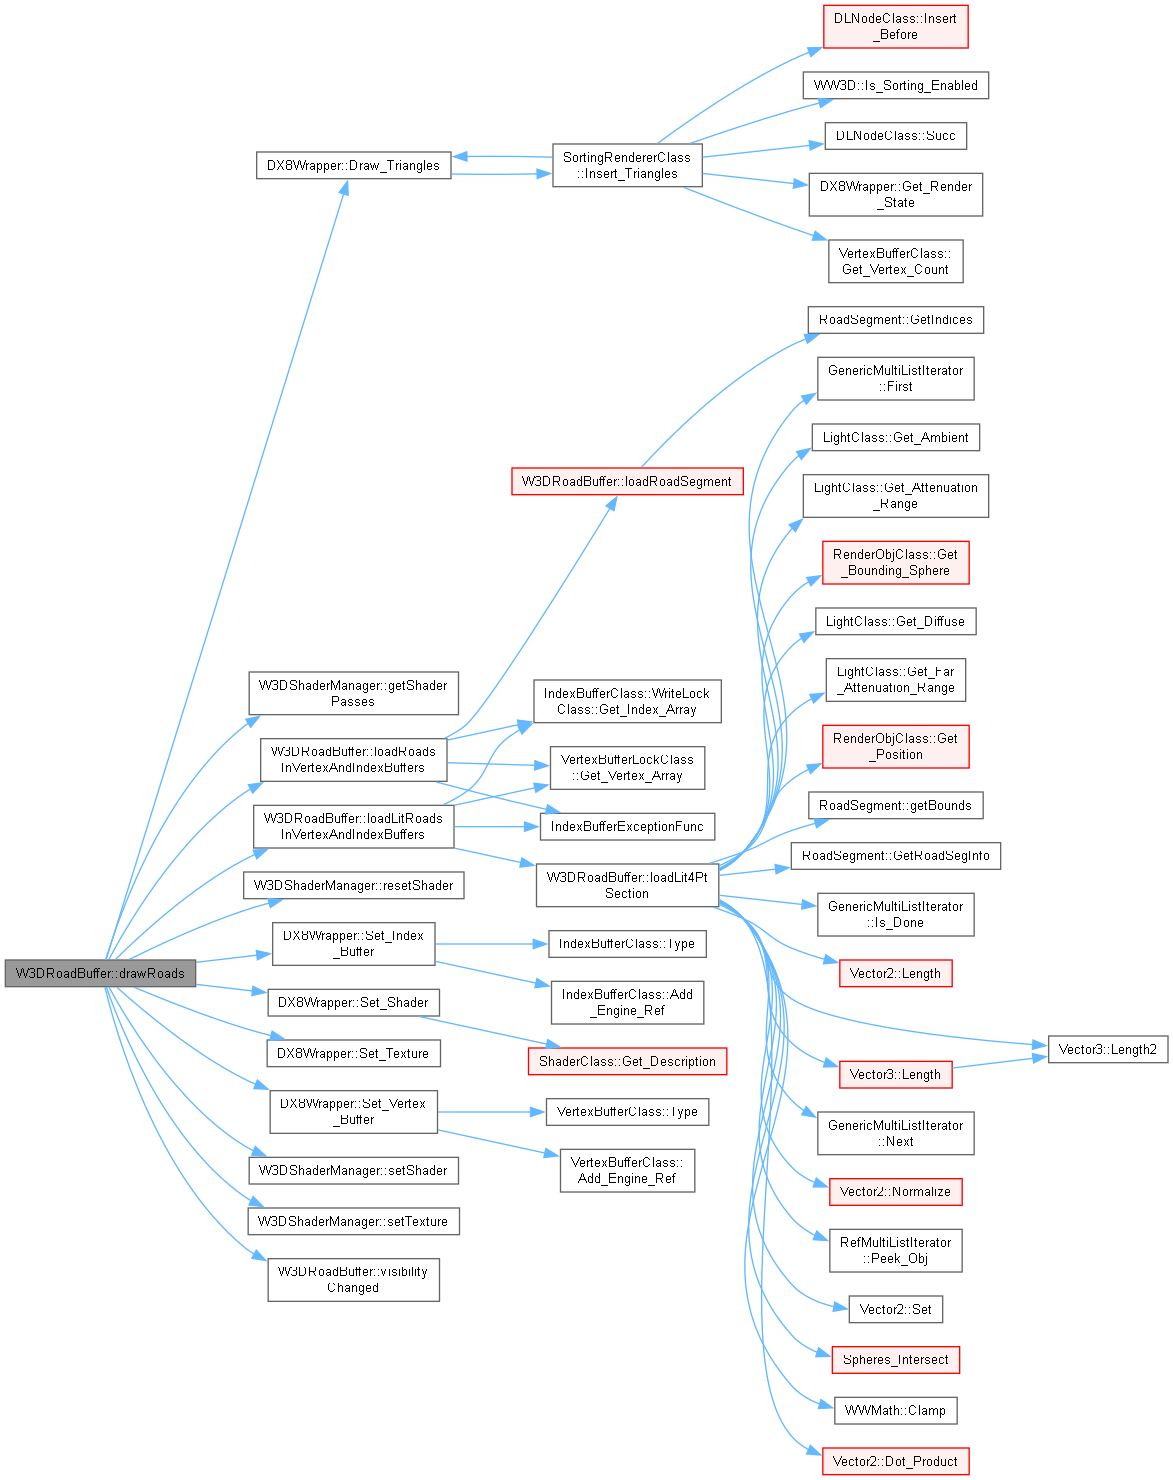 DLNodeClass::Insert
_Before
WW3D::Is_Sorting_Enabled
DLNodeClass::Succ
DX8Wrapper::Draw_Triangles
SortingRendererClass
::Insert_Triangles
DX8Wrapper::Get_Render
_State
VertexBufferClass::
Get_Vertex_Count
RoadSegment::GetIndices
GenericMultiListIterator
::First
LightClass::Get_Ambient
W3DRoadBuffer::loadRoadSegment
LightClass::Get_Attenuation
_Range
RenderObjClass::Get
_Bounding_Sphere
LightClass::Get_Diffuse
LightClass::Get_Far
_Attenuation_Range
W3DShaderManager::getShader
Passes
IndexBufferClass::WriteLock
Class::Get_Index_Array
RenderObjClass::Get
_Position
W3DRoadBuffer::loadRoads
InVertexAndIndexBuffers
VertexBufferLockClass
::Get_Vertex_Array
RoadSegment::getBounds
W3DRoadBuffer::loadLitRoads
InVertexAndIndexBuffers
IndexBufferExceptionFunc
RoadSegment::GetRoadSegInfo
W3DShaderManager::resetShader
W3DRoadBuffer::loadLit4Pt
Section
GenericMultiListIterator
::Is_Done
DX8Wrapper::Set_Index
_Buffer
IndexBufferClass::Type
W3DRoadBuffer::drawRoads
Vector2::Length
DX8Wrapper::Set_Shader
IndexBufferClass::Add
_Engine_Ref
DX8Wrapper::Set_Texture
ShaderClass::Get_Description
Vector3::Length
Vector3::Length2
DX8Wrapper::Set_Vertex
_Buffer
VertexBufferClass::Type
GenericMultiListIterator
::Next
W3DShaderManager::setShader
VertexBufferClass::
Add_Engine_Ref
Vector2::Normalize
W3DShaderManager::setTexture
RefMultiListIterator
::Peek_Obj
W3DRoadBuffer::visibility
Changed
Vector2::Set
Spheres_Intersect
WWMath::Clamp
Vector2::Dot_Product